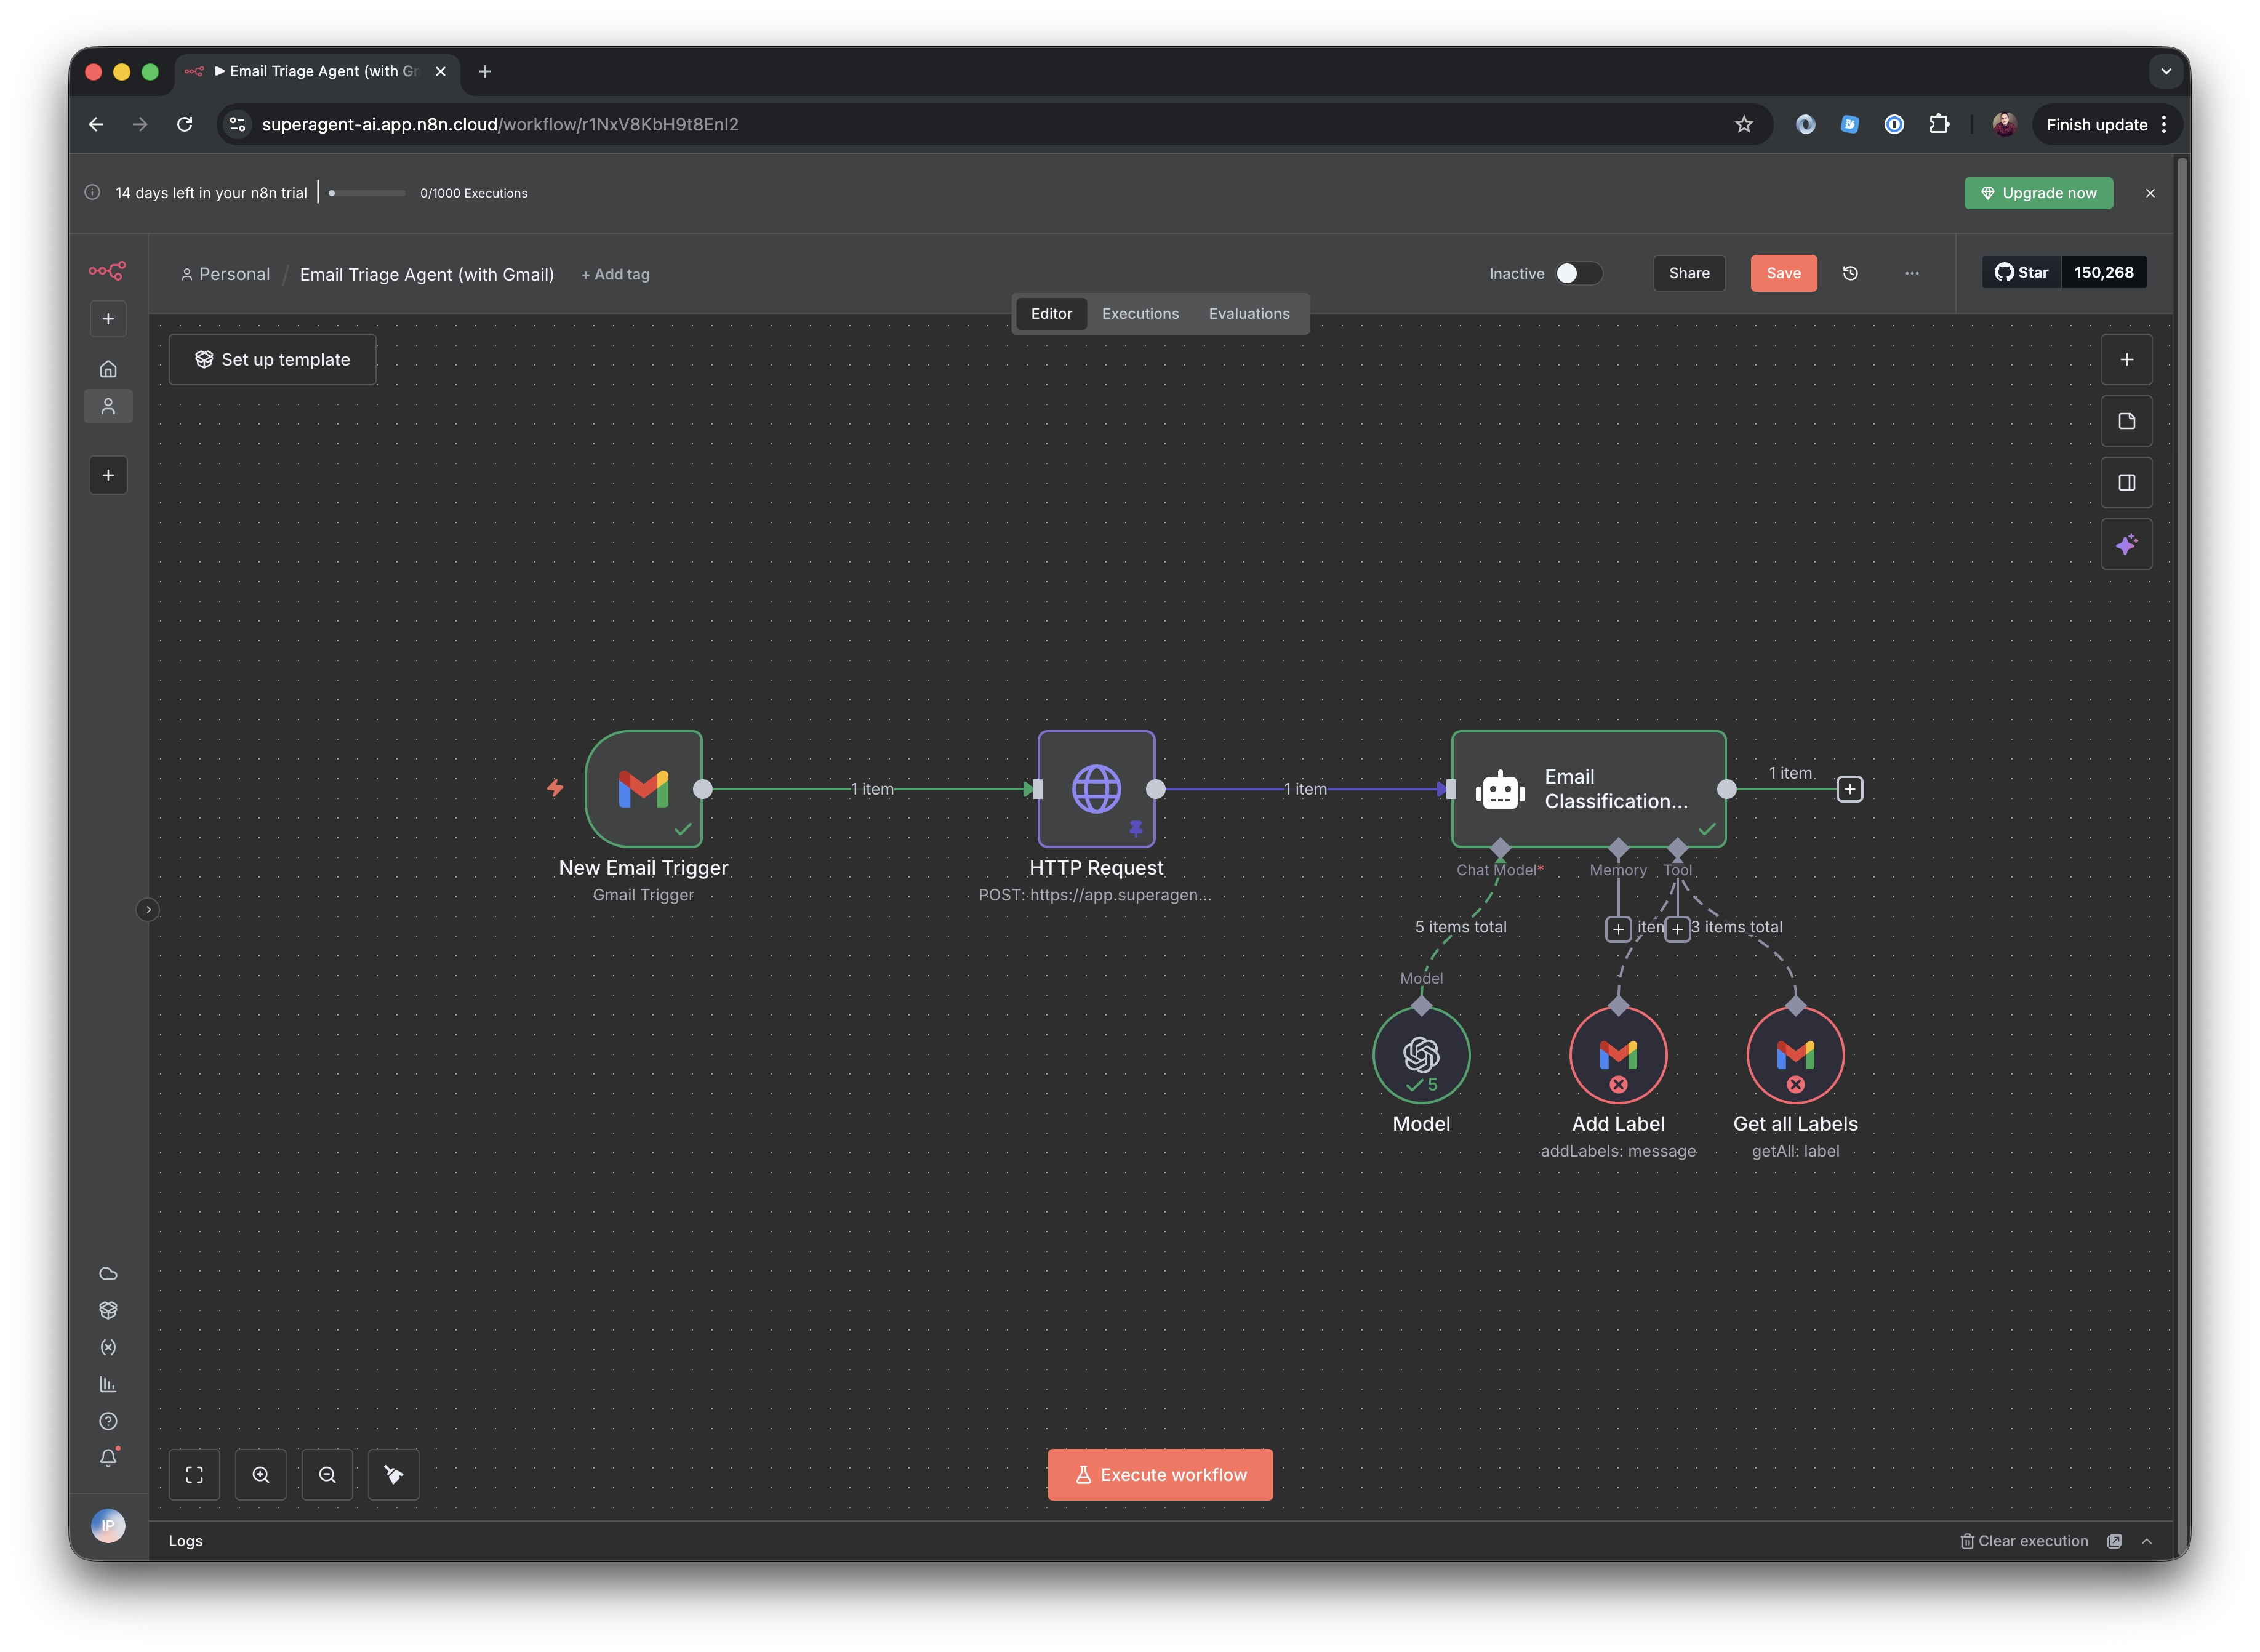 Email Triage Agent (with Gr
superagent-ai.app.n8n.cloud/workflow/r1NxV8KbH9t8EnI2
Finish update
14 days left in your n8n trial
0/1000 Executions
Upgrade now
Personal / Email Triage Agent (with Gmail)
+ Add tag
Inactive
Share
Save
Star
150,268
Editor
Executions
Evaluations
Set up template
1 item
1 item
1 item
Email
Classification...
New Email Trigger
Gmail Trigger
HTTP Request
POST: https://app.superagen...
Chat Model*
Memory
Tool
5 items total
item
3 items total
Model
5
Model
Add Label
addLabels: message
Get all Labels
getAll: label
Execute workflow
IP
Logs
Clear execution